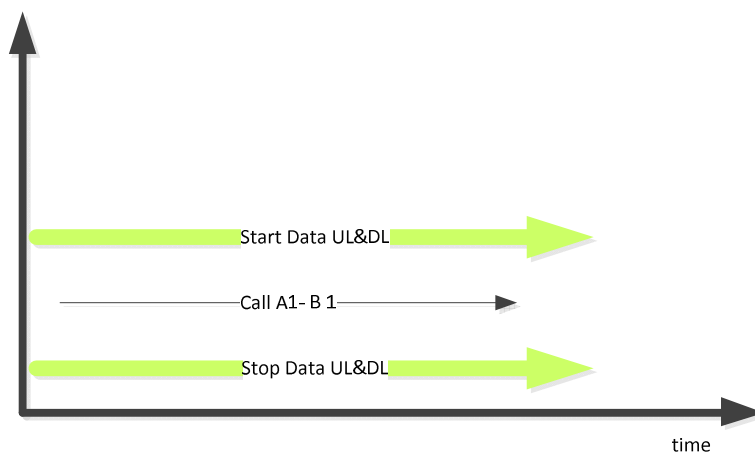 Start Data UL&DL
Call A1- B 1
Stop Data UL&DL
time